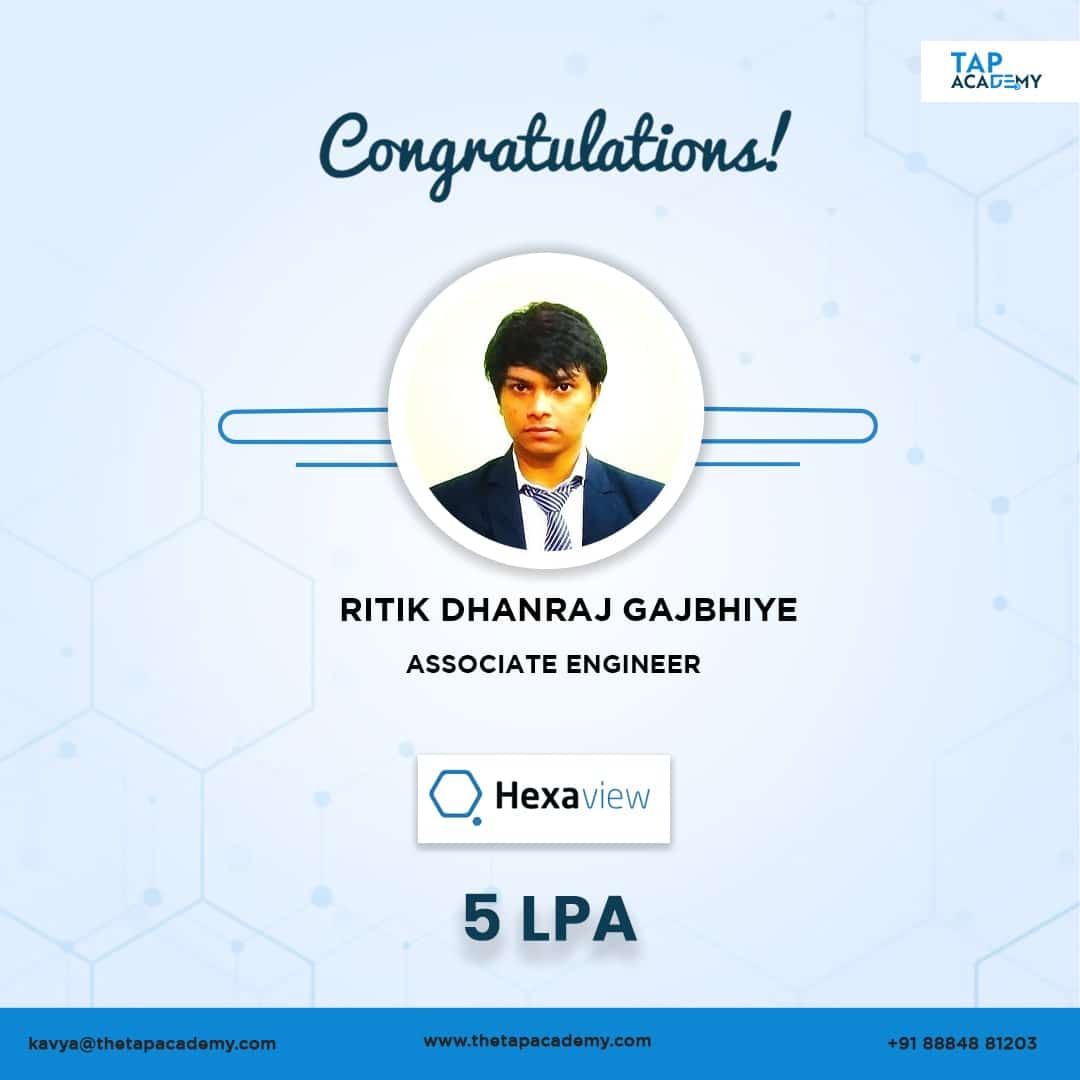 TAP
ACADEMY
Congratulations!
RITIK DHANRAJ GAJBHIYE
ASSOCIATE ENGINEER
Hexaview
5 LPA
kavya@thetapacademy.com
www.thetapacademy.com
+91 88848 81203